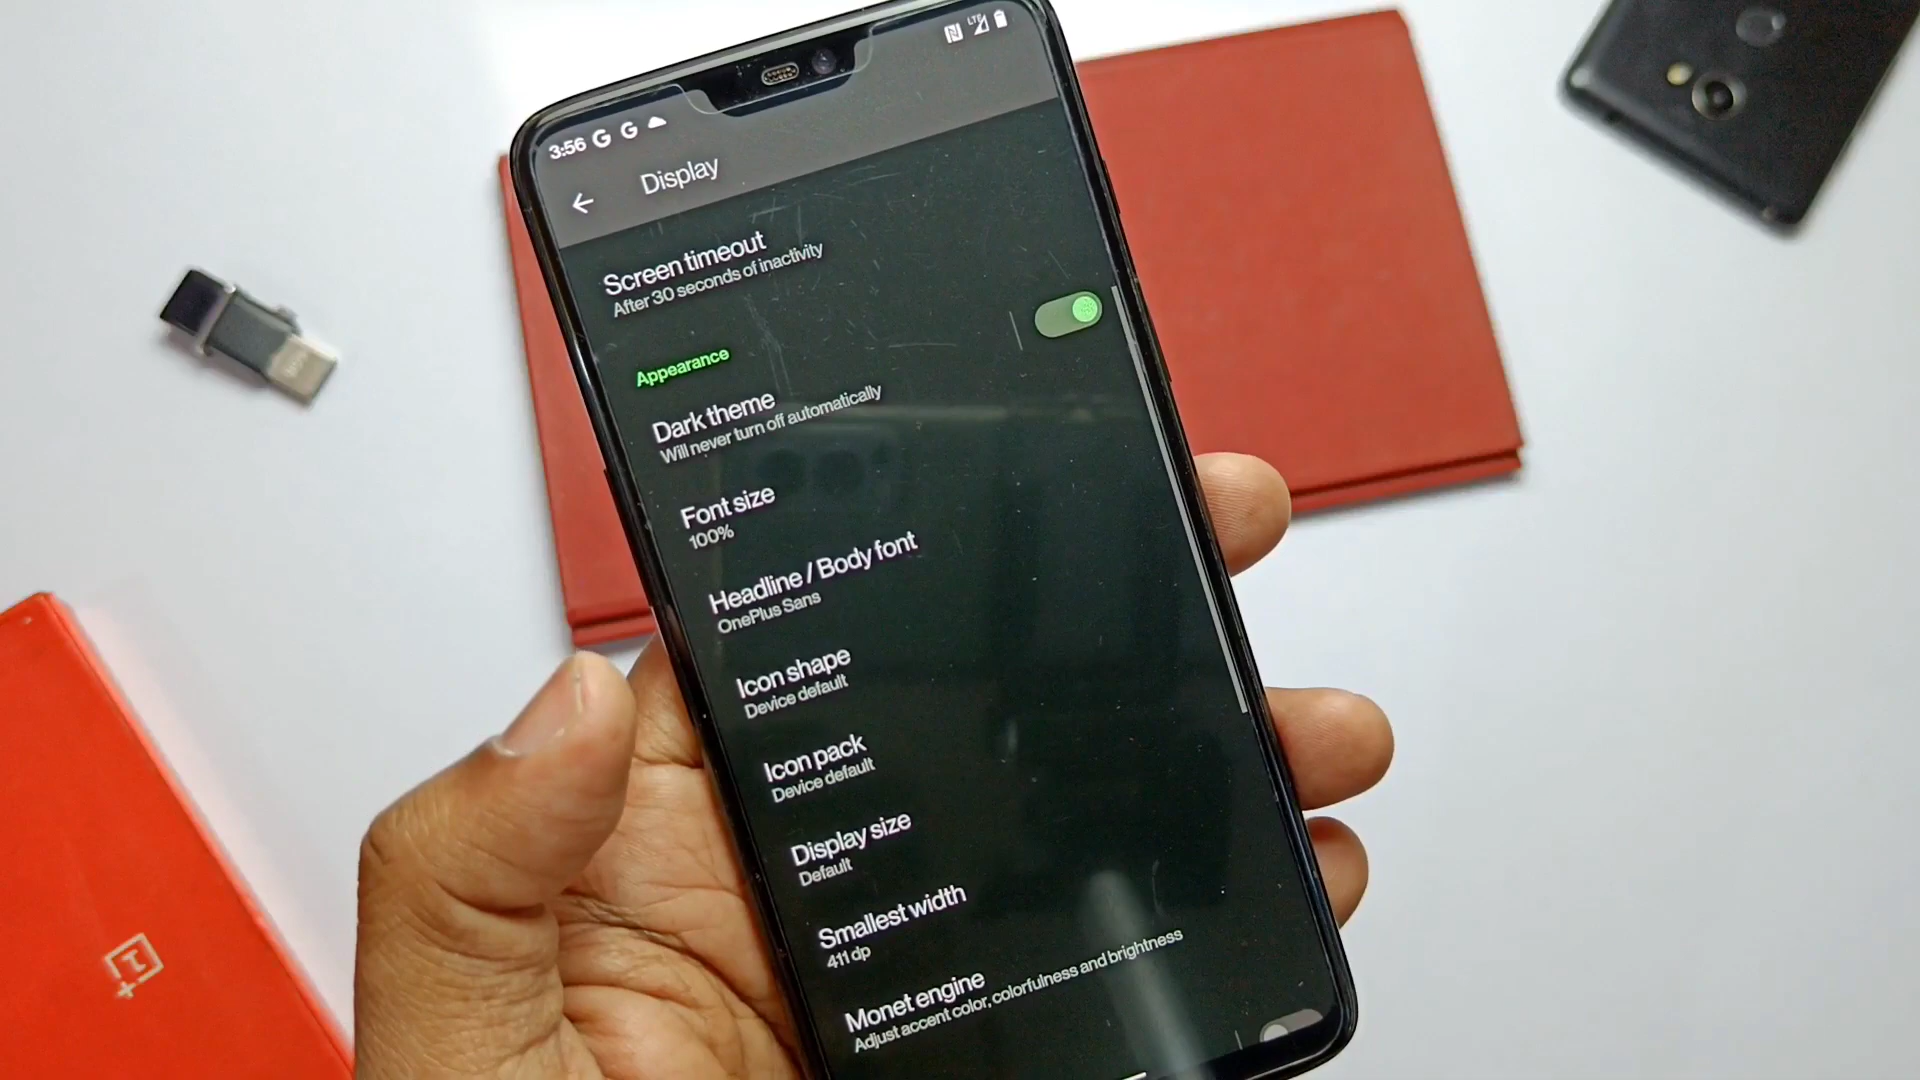 3:56 G G
LTE
Display
Screen timeout
After 30 seconds of inactivity
Appearance
Dark theme
Will never turn off automatically
Font size
100%
Headline / Body font
OnePlus Sans
Icon shape
Device default
Icon pack
Device default
Display size
Default
Smallest width
411 dp
Monet engine
Adjust accent color, colorfulness and brightness